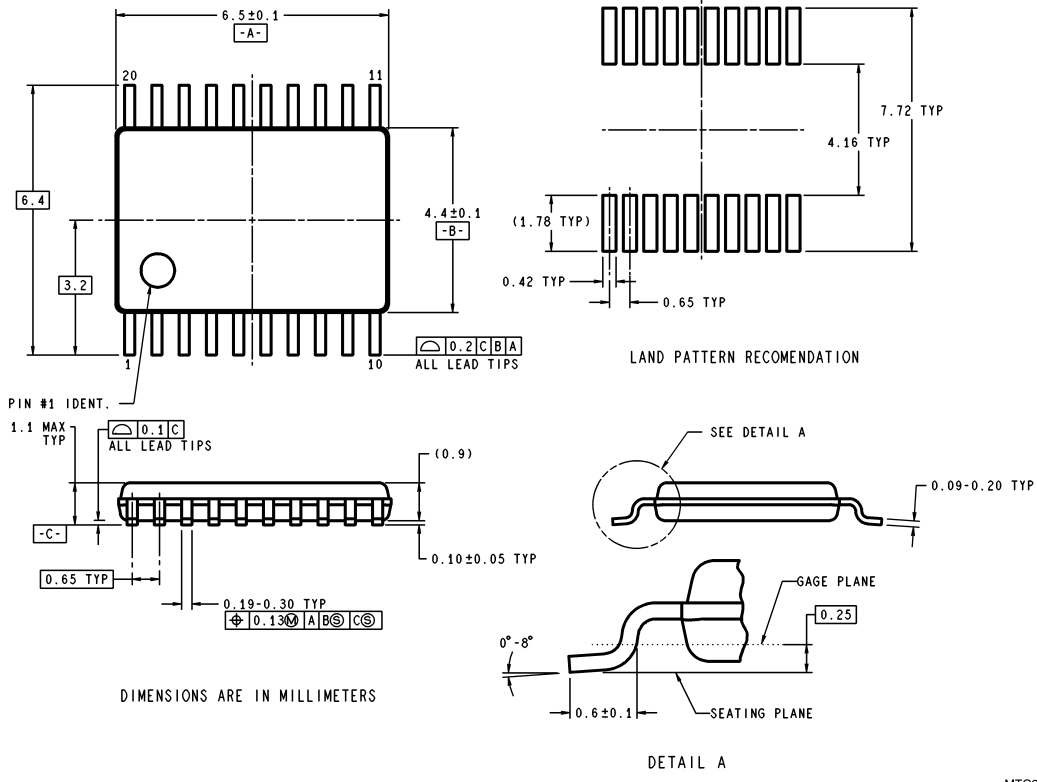 6.5±0.1
-A-
20
11
6.4
3.2
4.4±0.1
-B-
1
10
⌓ 0.2 C B A
ALL LEAD TIPS
PIN #1 IDENT.
7.72 TYP
4.16 TYP
(1.78 TYP)
0.42 TYP
0.65 TYP
LAND PATTERN RECOMENDATION
1.1 MAX
TYP
⌓ 0.1 C
ALL LEAD TIPS
(0.9)
-C-
0.10±0.05 TYP
0.65 TYP
0.19-0.30 TYP
⌖ 0.13Ⓜ A BⓈ CⓈ
DIMENSIONS ARE IN MILLIMETERS
SEE DETAIL A
0.09-0.20 TYP
GAGE PLANE
0.25
0°-8°
0.6±0.1
SEATING PLANE
DETAIL A